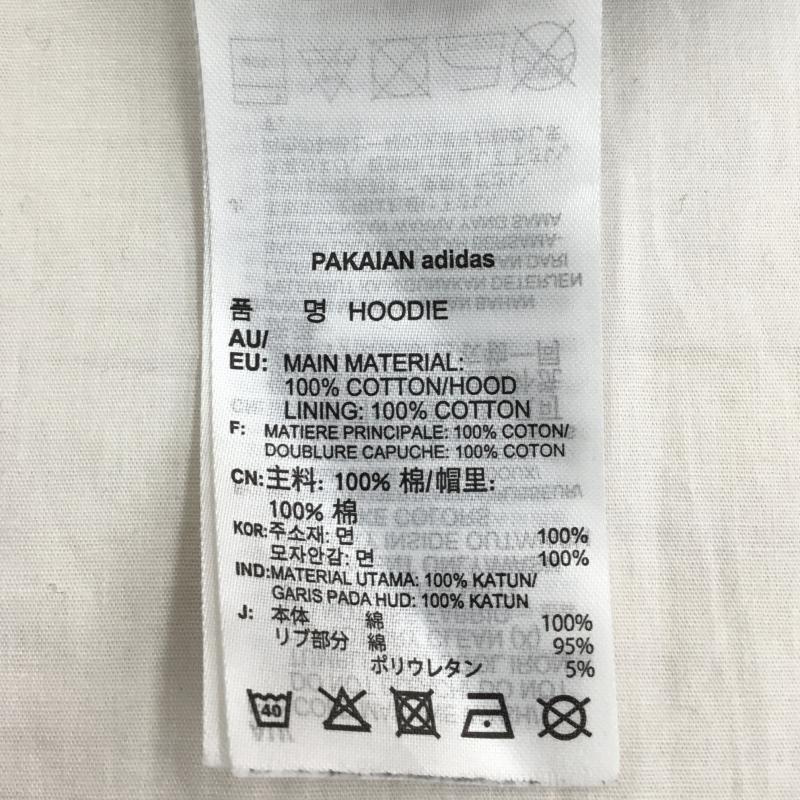 PAKAIAN adidas
품 명 HOODIE
AU/
EU: MAIN MATERIAL:
100% COTTON/HOOD
LINING: 100% COTTON
F: MATIERE PRINCIPALE: 100% COTON/
DOUBLURE CAPUCHE: 100% COTON
CN:主料: 100% 棉/帽里:
100% 棉
KOR:주소재: 면 100%
모자안감: 면 100%
IND:MATERIAL UTAMA: 100% KATUN/
GARIS PADA HUD: 100% KATUN
J: 本体 綿 100%
リブ部分 綿 95%
ポリウレタン 5%
40